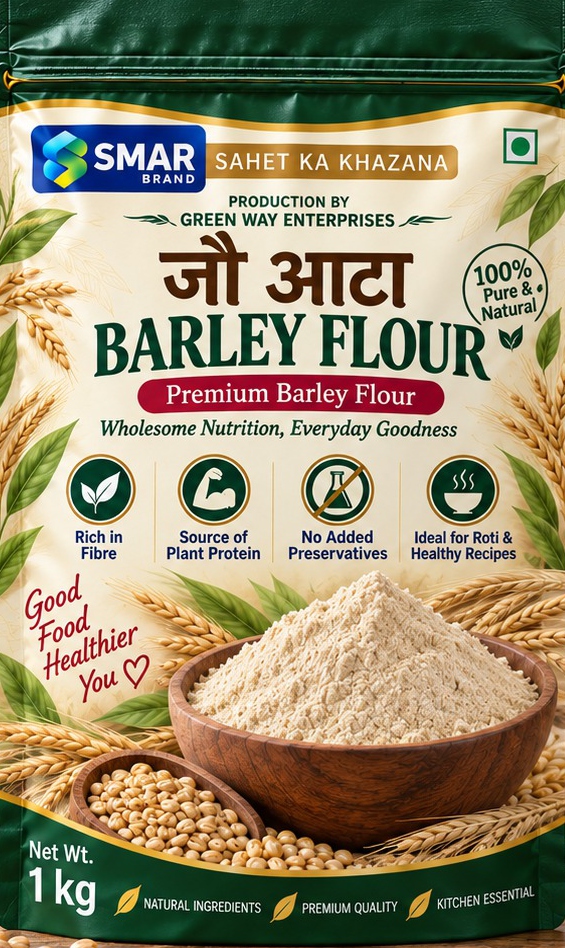 SMAR
BRAND
SAHET KA KHAZANA
PRODUCTION BY
GREEN WAY ENTERPRISES
जौ आटा
100%
Pure &
Natural
BARLEY FLOUR
Premium Barley Flour
Wholesome Nutrition, Everyday Goodness
Rich in
Fibre
Source of
Plant Protein
No Added
Preservatives
Ideal for Roti &
Healthy Recipes
Good
Food
Healthier
You
Net Wt.
1 kg
NATURAL INGREDIENTS
PREMIUM QUALITY
KITCHEN ESSENTIAL